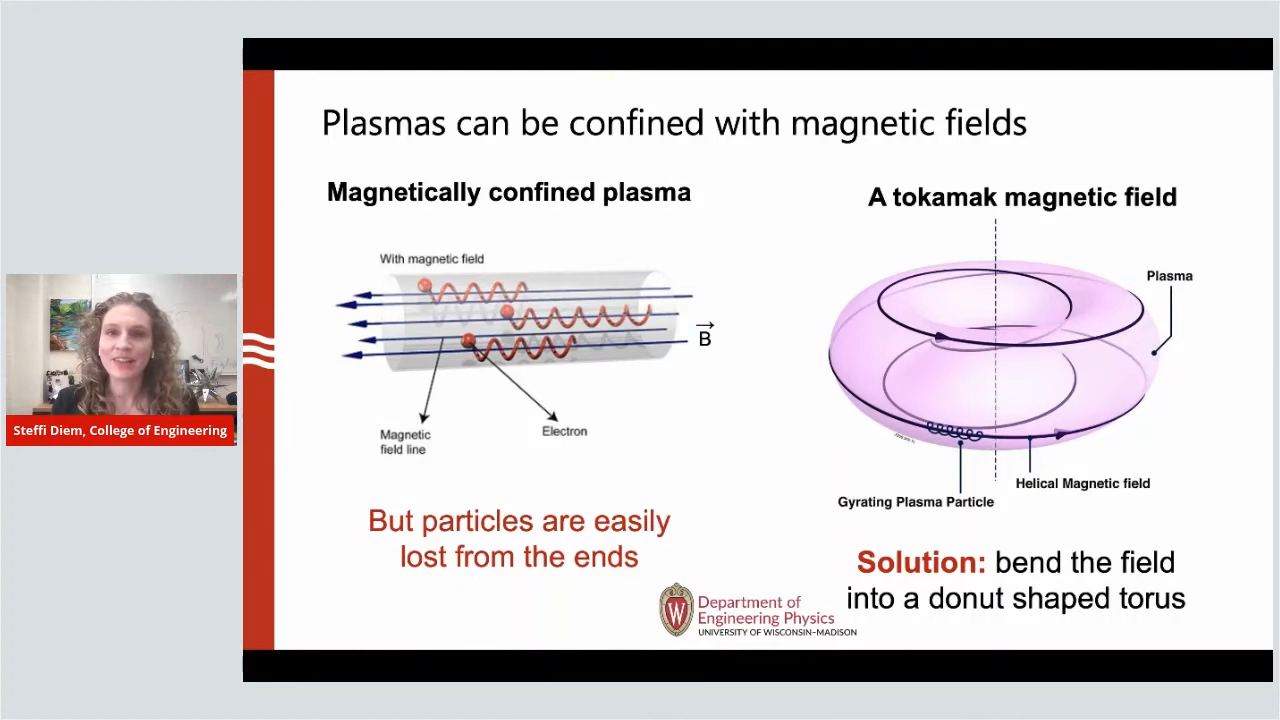 Plasmas can be confined with magnetic fields
Magnetically confined plasma
With magnetic field
B
Magnetic
field line
Electron
But particles are easily
lost from the ends
A tokamak magnetic field
Plasma
Helical Magnetic field
Gyrating Plasma Particle
Solution: bend the field
into a donut shaped torus
W
Department of
Engineering Physics
UNIVERSITY OF WISCONSIN–MADISON
Steffi Diem, College of Engineering